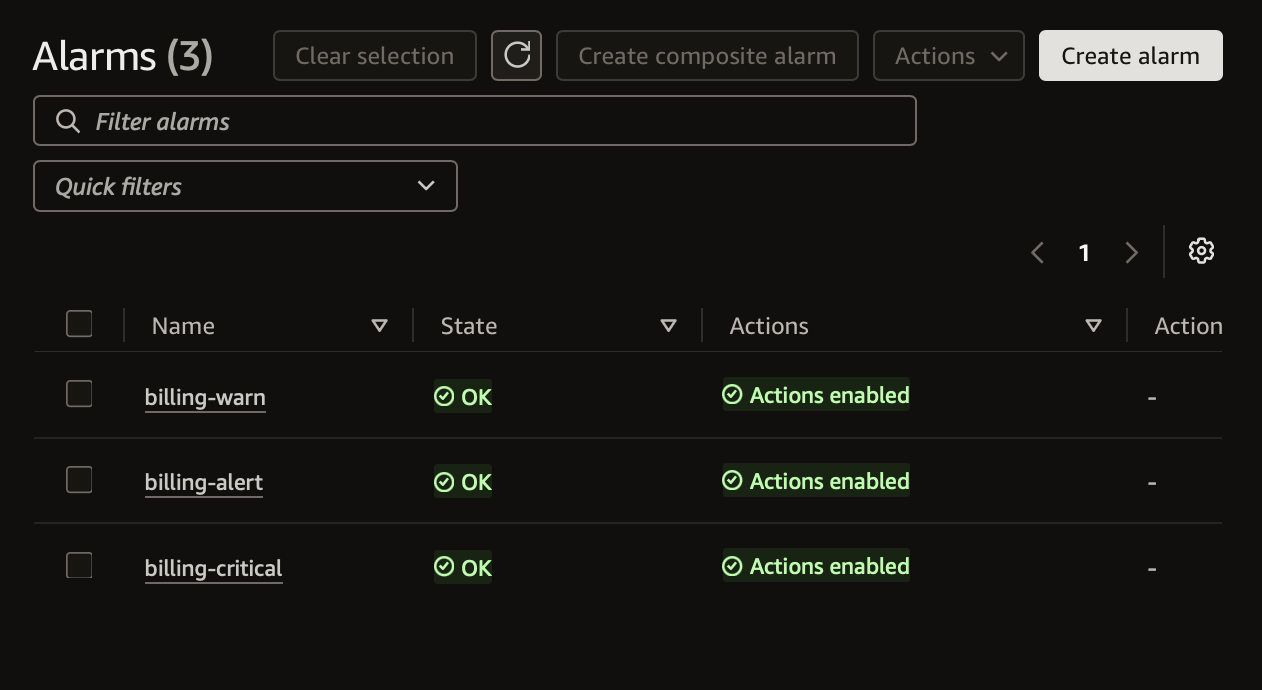 Alarms (3) Clear selection Create composite alarm Actions Create alarm
Filter alarms
Quick filters
1
Name State Actions Action
billing-warn OK Actions enabled -
billing-alert OK Actions enabled -
billing-critical OK Actions enabled -